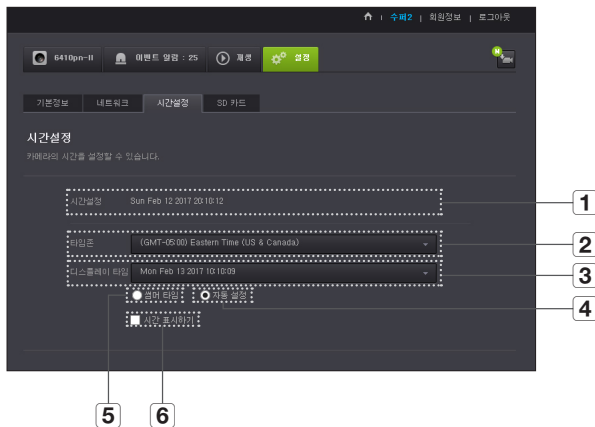 수퍼2 | 회원정보 | 로그아웃
6410pn-II 이벤트 알람 : 25 재생 설정
M
기본정보 네트워크 시간설정 SD 카드
시간설정
카메라의 시간을 설정할 수 있습니다.
시간설정 Sun Feb 12 2017 20:10:12
1
타임존 (GMT-05:00) Eastern Time (US & Canada)
2
디스플레이 타임 Mon Feb 13 2017 10:10:09
3
썸머 타임 자동 설정
4
시간 표시하기
5 6